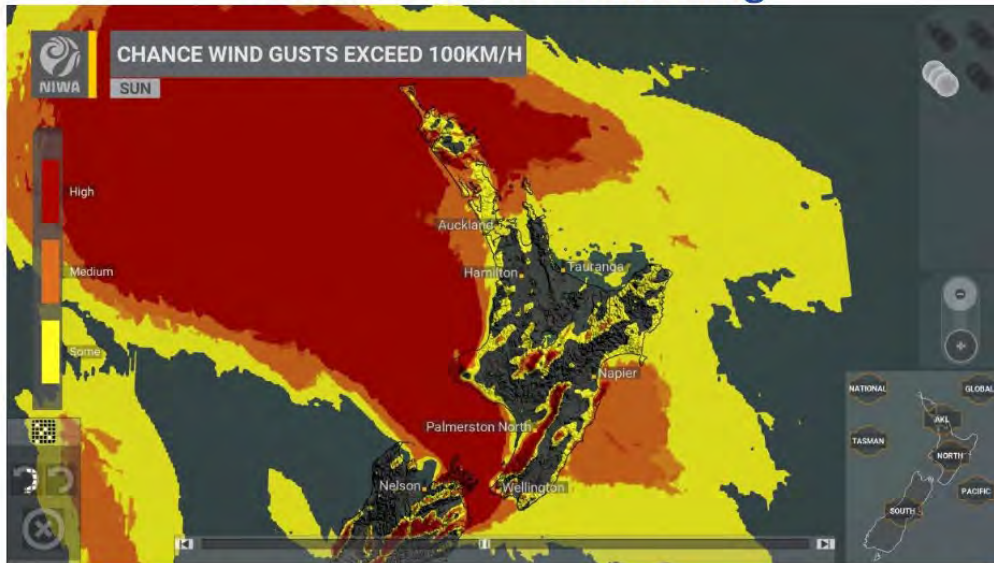 CHANCE WIND GUSTS EXCEED 100KM/H
NIWA
SUN
High
Medium
Some
Auckland
Hamilton
Tauranga
Napier
Palmerston North
Nelson
Wellington
NATIONAL
GLOBAL
AKL
TASMAN
NORTH
PACIFIC
SOUTH